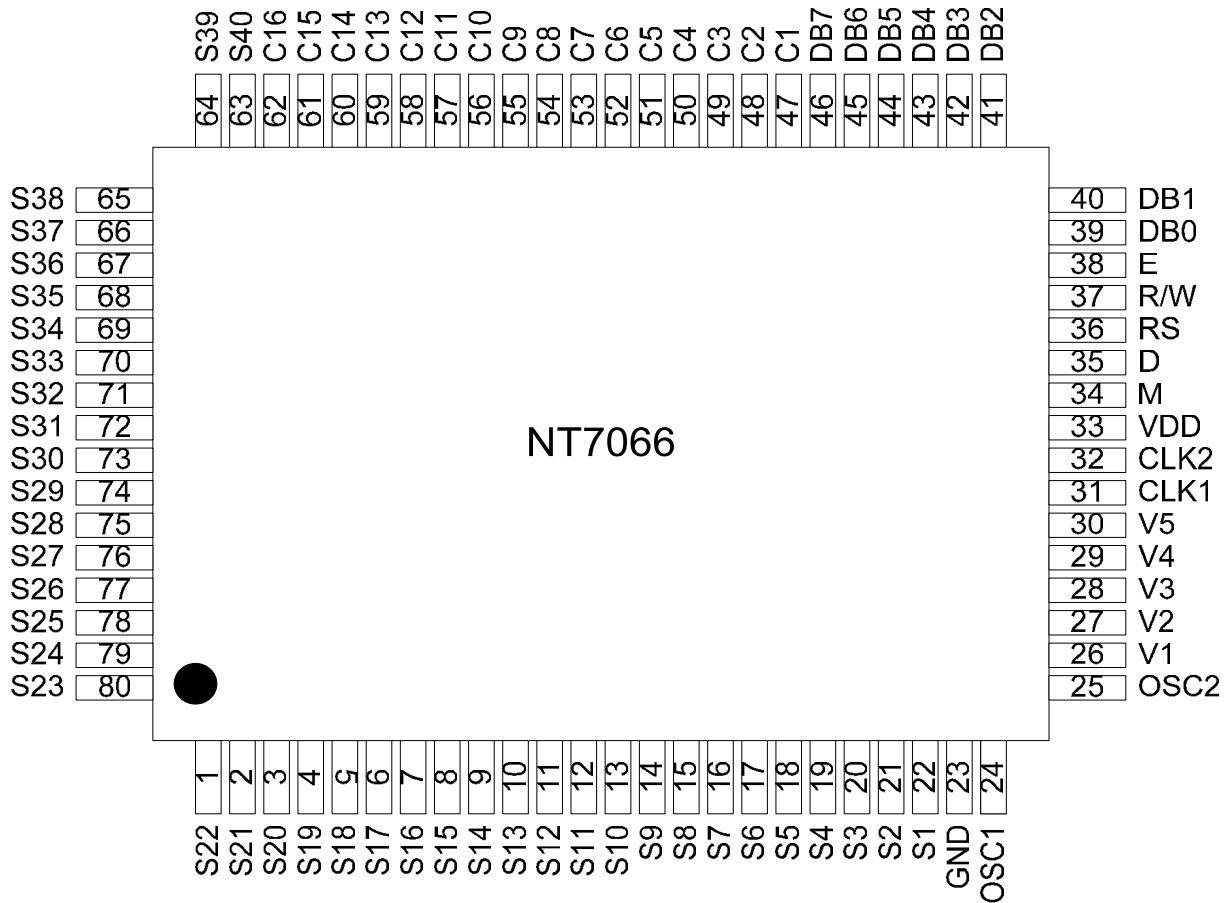 S39 S40 C16 C15 C14 C13 C12 C11 C10 C9 C8 C7 C6 C5 C4 C3 C2 C1 DB7 DB6 DB5 DB4 DB3 DB2
64 63 62 61 60 59 58 57 56 55 54 53 52 51 50 49 48 47 46 45 44 43 42 41
S38 65 40 DB1
S37 66 39 DB0
S36 67 38 E
S35 68 37 R/W
S34 69 36 RS
S33 70 35 D
S32 71 34 M
S31 72 33 VDD
NT7066
S30 73 32 CLK2
S29 74 31 CLK1
S28 75 30 V5
S27 76 29 V4
S26 77 28 V3
S25 78 27 V2
S24 79 26 V1
S23 80 25 OSC2
1 2 3 4 5 6 7 8 9 10 11 12 13 14 15 16 17 18 19 20 21 22 23 24
S22 S21 S20 S19 S18 S17 S16 S15 S14 S13 S12 S11 S10 S9 S8 S7 S6 S5 S4 S3 S2 S1 GND OSC1